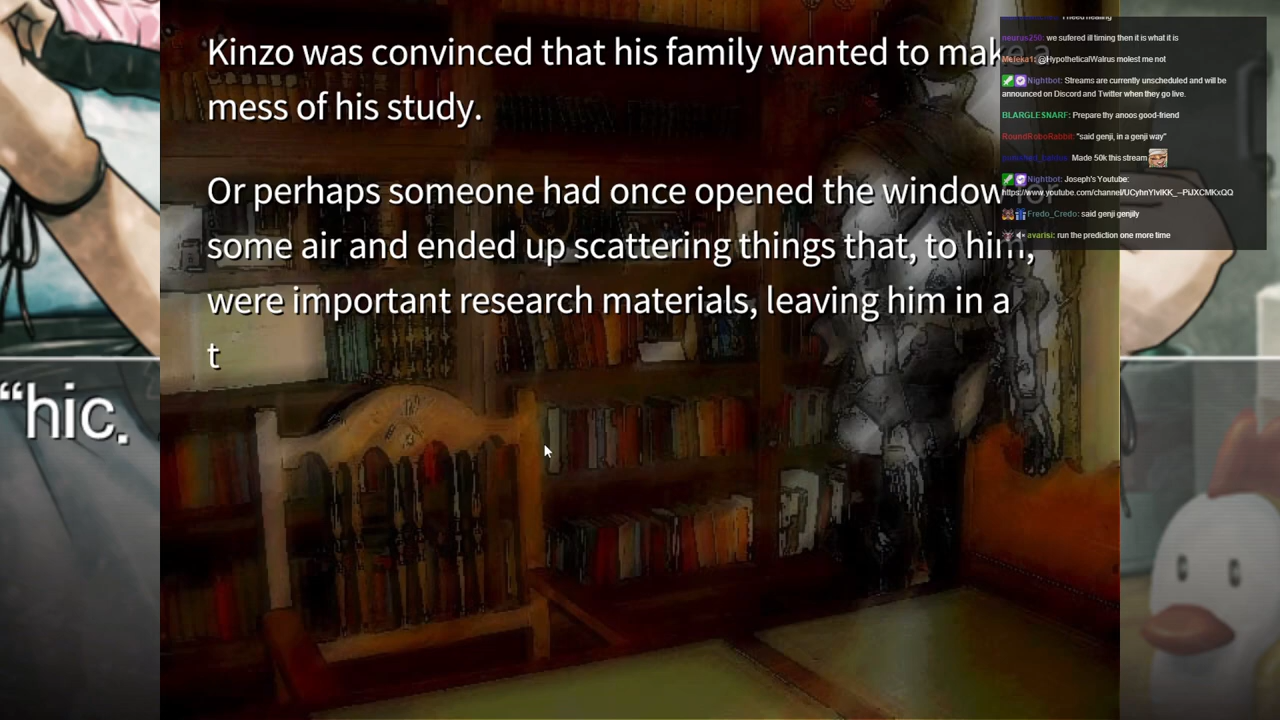 Kinzo was convinced that his family wanted to make a
mess of his study.
Or perhaps someone had once opened the window for
some air and ended up scattering things that, to him,
were important research materials, leaving him in a
t
"hic.
I need healing
neurus250: we sufered ill timing then it is what it is
@HypotheticalWalrus molest me not
Nightbot: Streams are currently unscheduled and will be
announced on Discord and Twitter when they go live.
BLARGLESNARF: Prepare thy anoos good-friend
RoundRoboRabbit: "said genji, in a genji way"
Made 50k this stream
Nightbot: Joseph's Youtube:
Fredo_Credo: said genji genjily
avarisi: run the prediction one more time